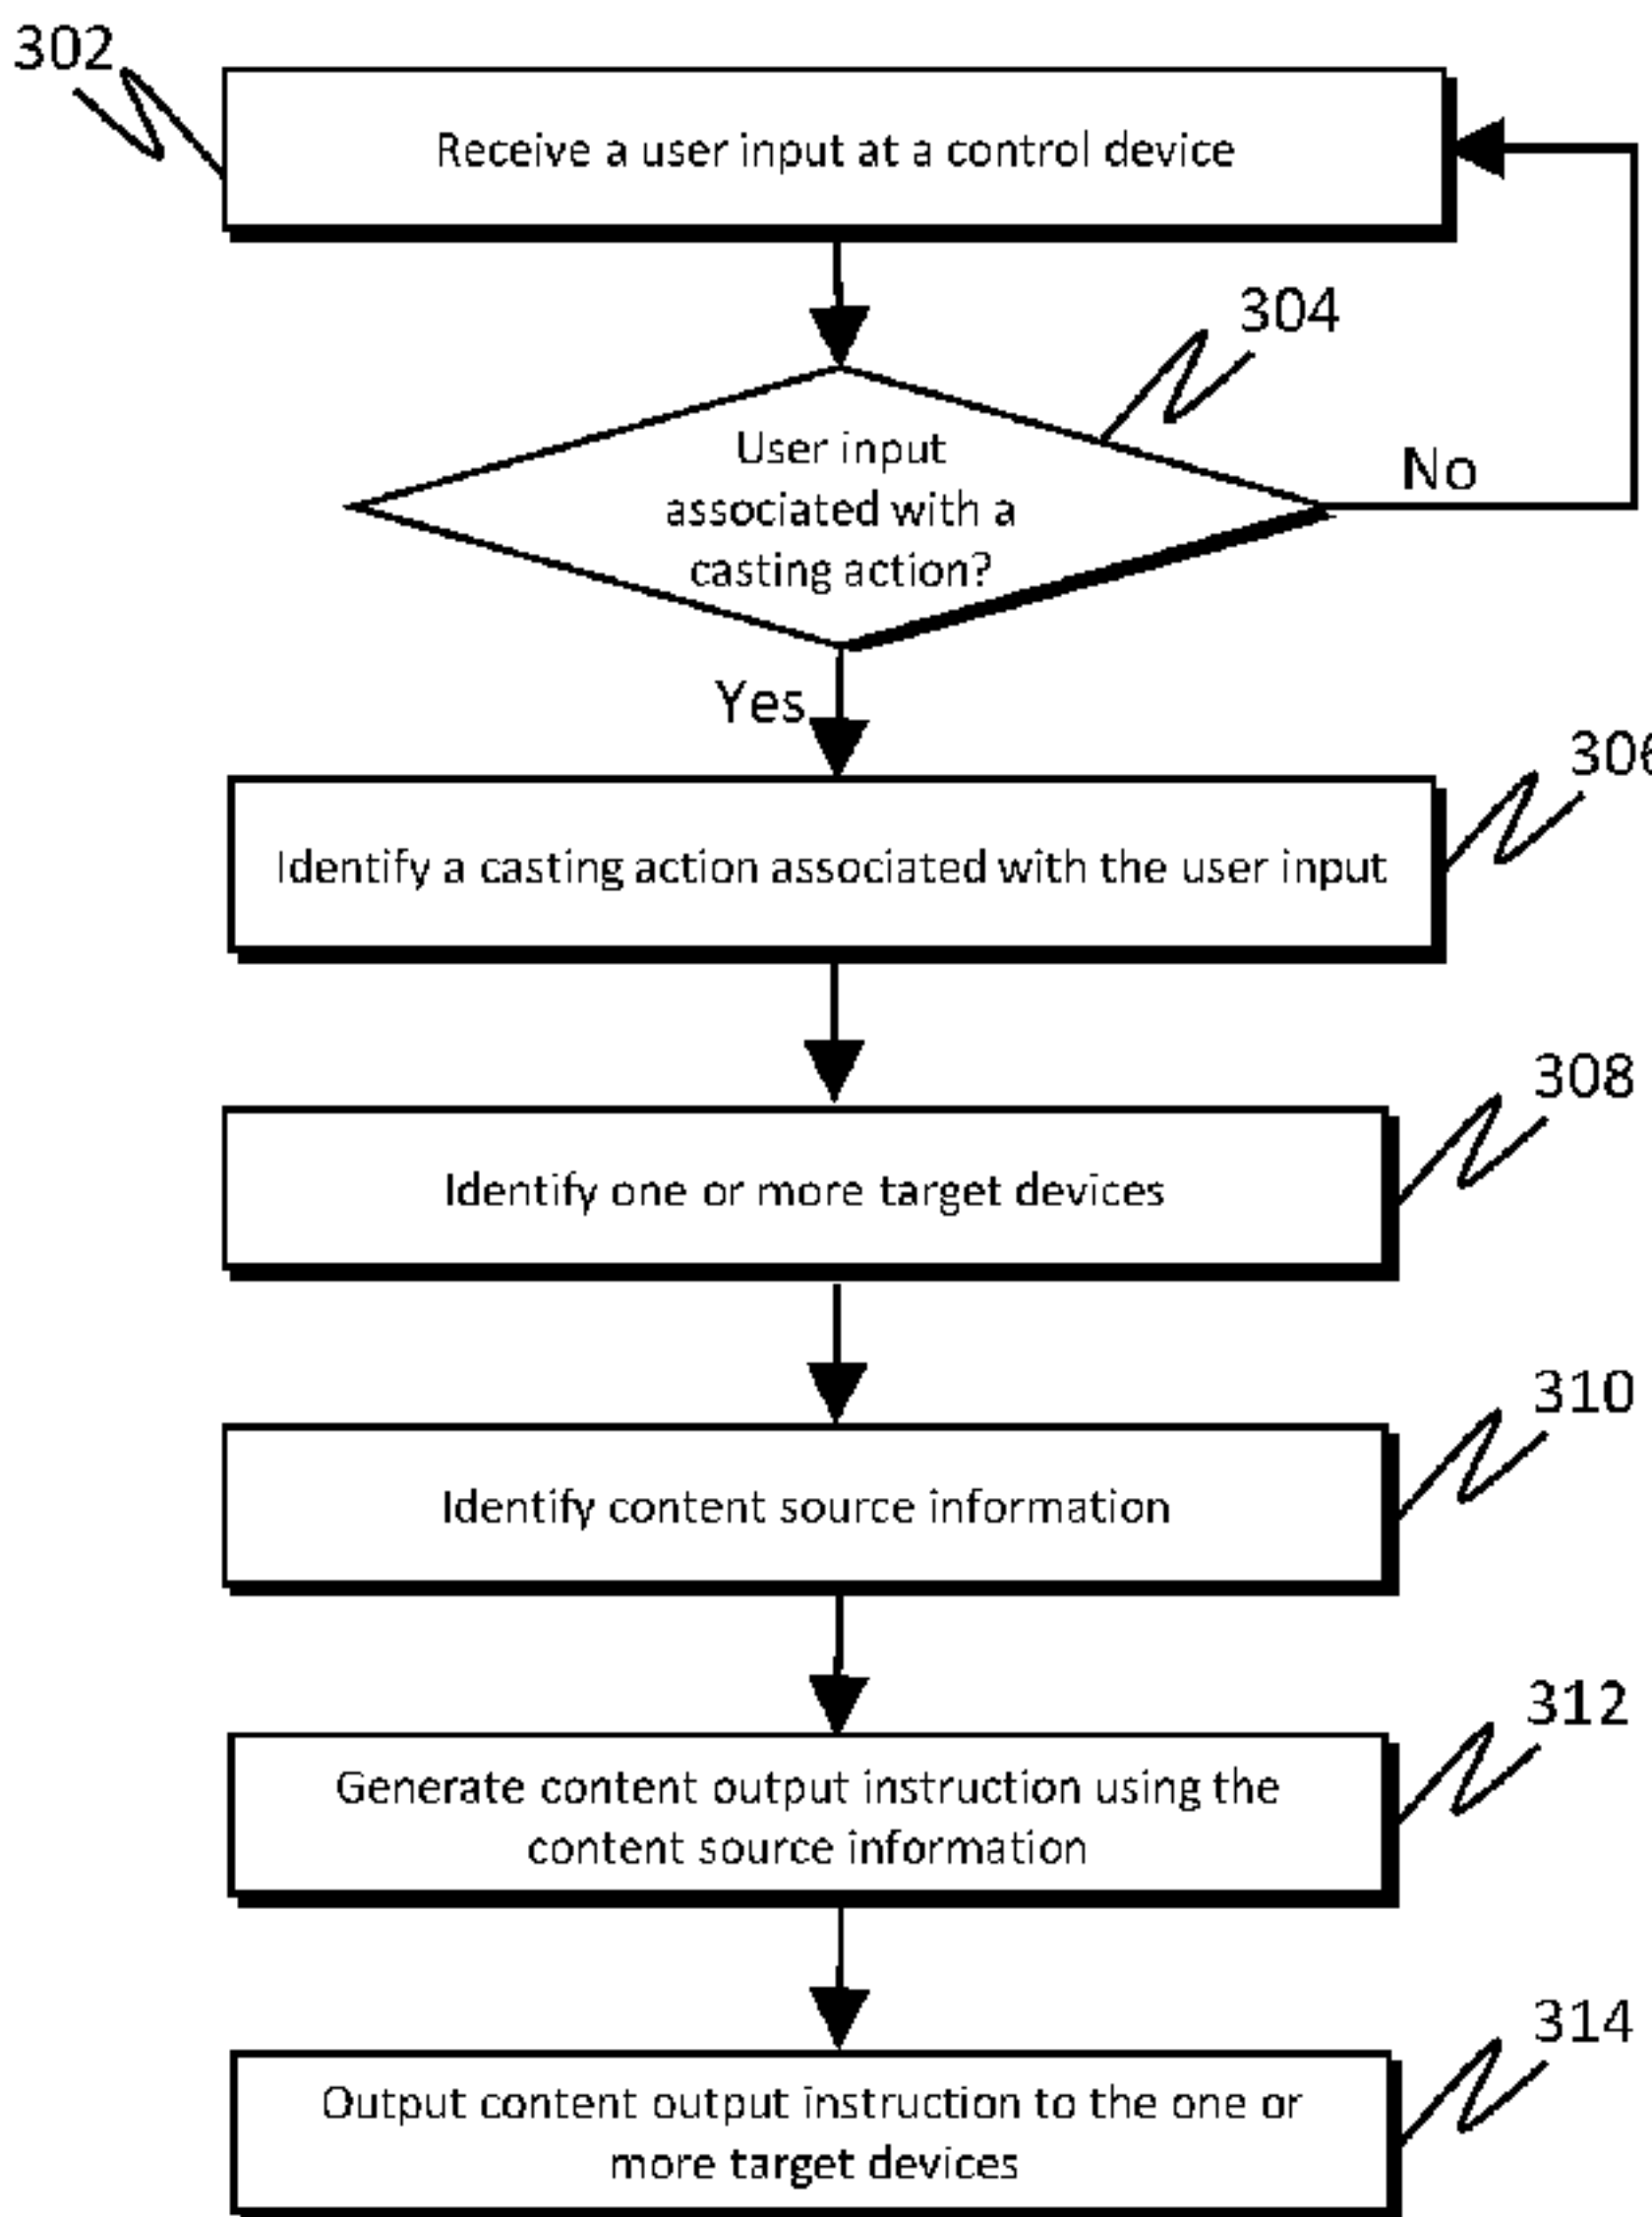 302
Receive a user input at a control device
304
User input
associated with a
casting action?
No
Yes
306
Identify a casting action associated with the user input
308
Identify one or more target devices
310
Identify content source information
312
Generate content output instruction using the
content source information
314
Output content output instruction to the one or
more target devices